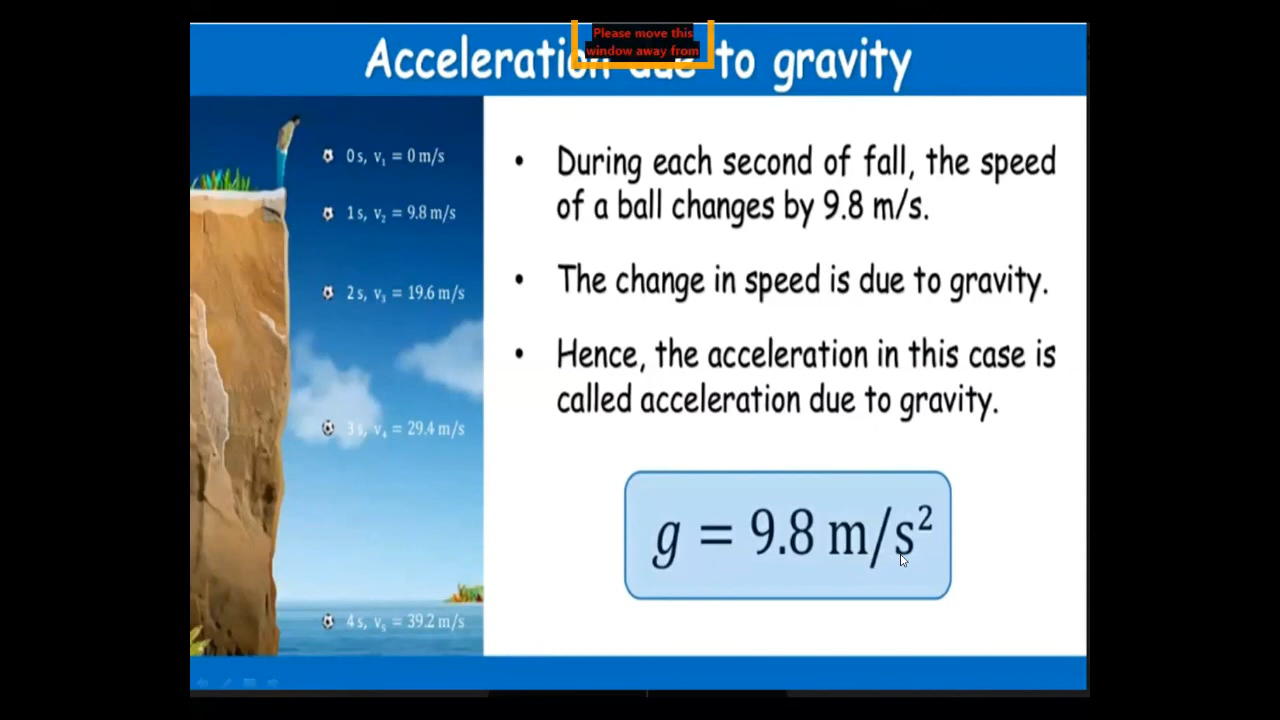 Please move this
window away from
Acceleration due to gravity
0 s, v₁ = 0 m/s
1 s, v₂ = 9.8 m/s
2 s, v₃ = 19.6 m/s
3 s, v₄ = 29.4 m/s
4 s, v₅ = 39.2 m/s
• During each second of fall, the speed
of a ball changes by 9.8 m/s.
• The change in speed is due to gravity.
• Hence, the acceleration in this case is
called acceleration due to gravity.
g = 9.8 m/s²